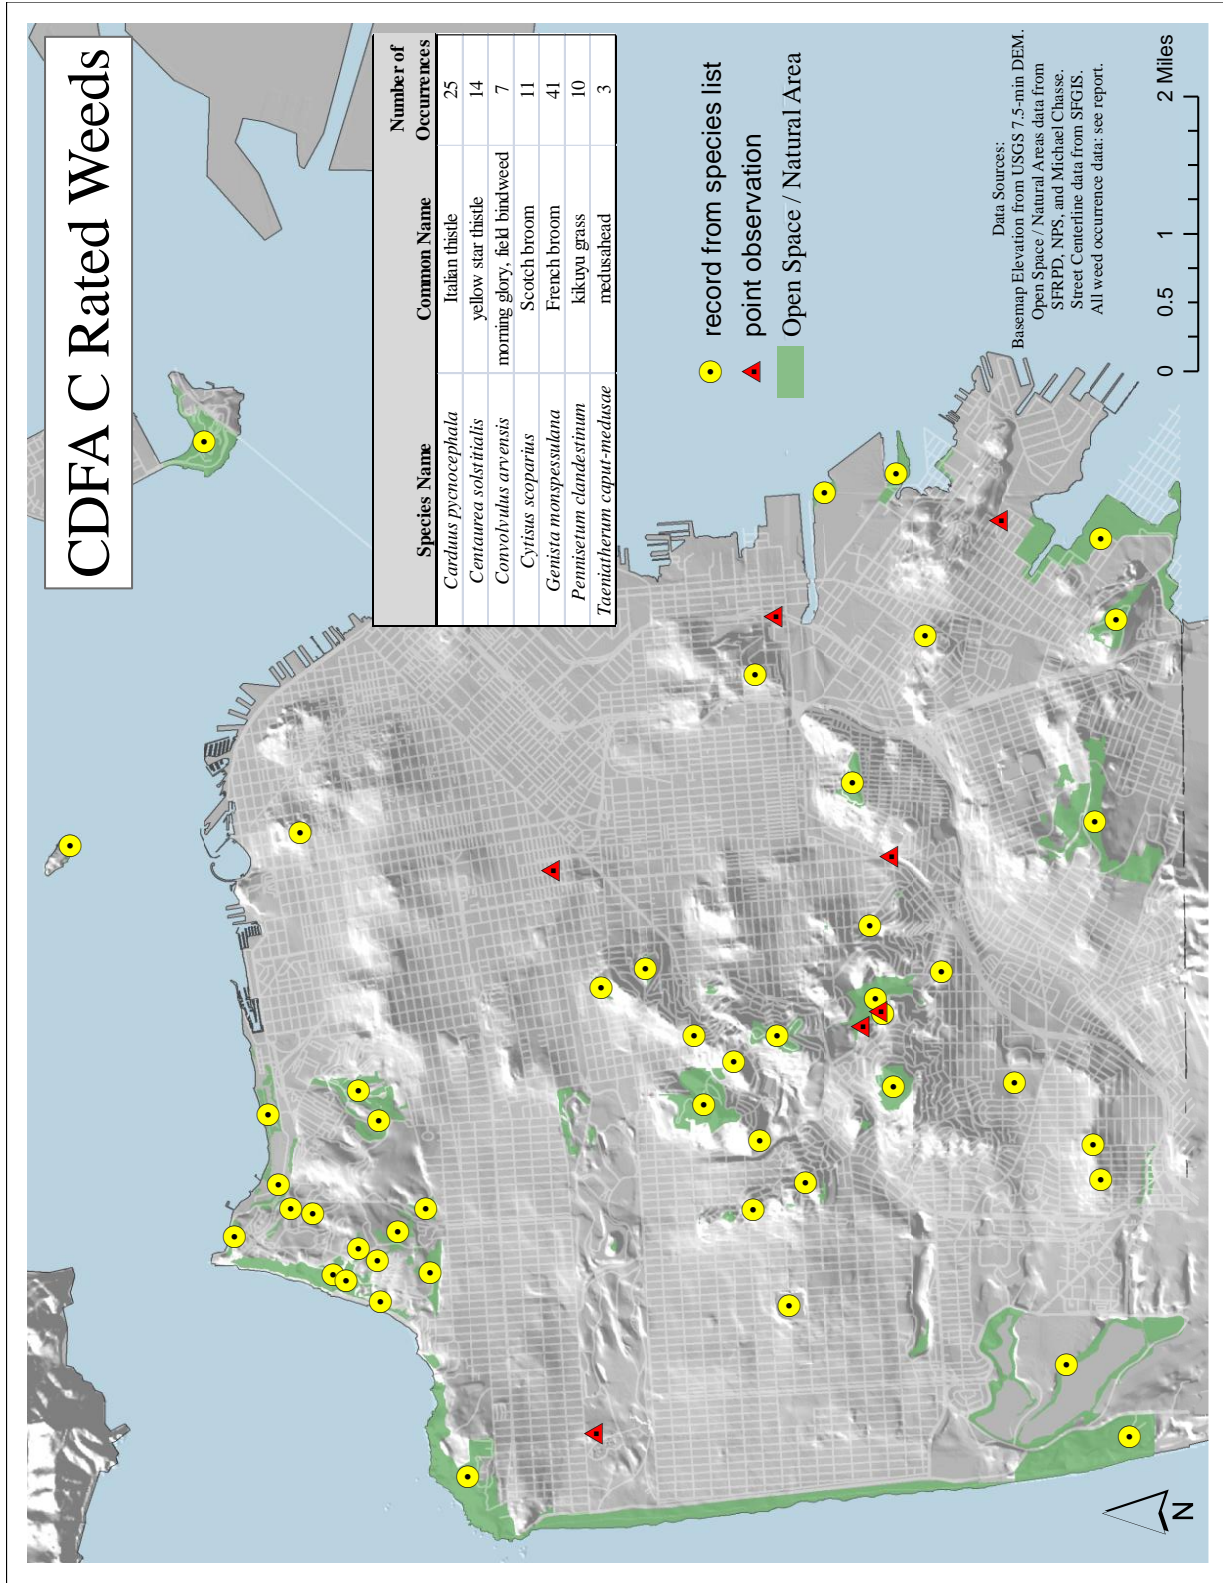 CDFA C Rated Weeds
Species Name Common Name Number of Occurrences
Carduus pycnocephala Italian thistle 25
Centaurea solstitialis yellow star thistle 14
Convolvulus arvensis morning glory, field bindweed 7
Cytisus scoparius Scotch broom 11
Genista monspessulana French broom 41
Pennisetum clandestinum kikuyu grass 10
Taeniatherum caput-medusae medusahead 3
record from species list
point observation
Open Space / Natural Area
Data Sources:
Basemap Elevation from USGS 7.5-min DEM.
Open Space / Natural Areas data from
SFRPD, NPS, and Michael Chasse.
Street Centerline data from SFGIS.
All weed occurrence data: see report.
0 0.5 1 2 Miles
N